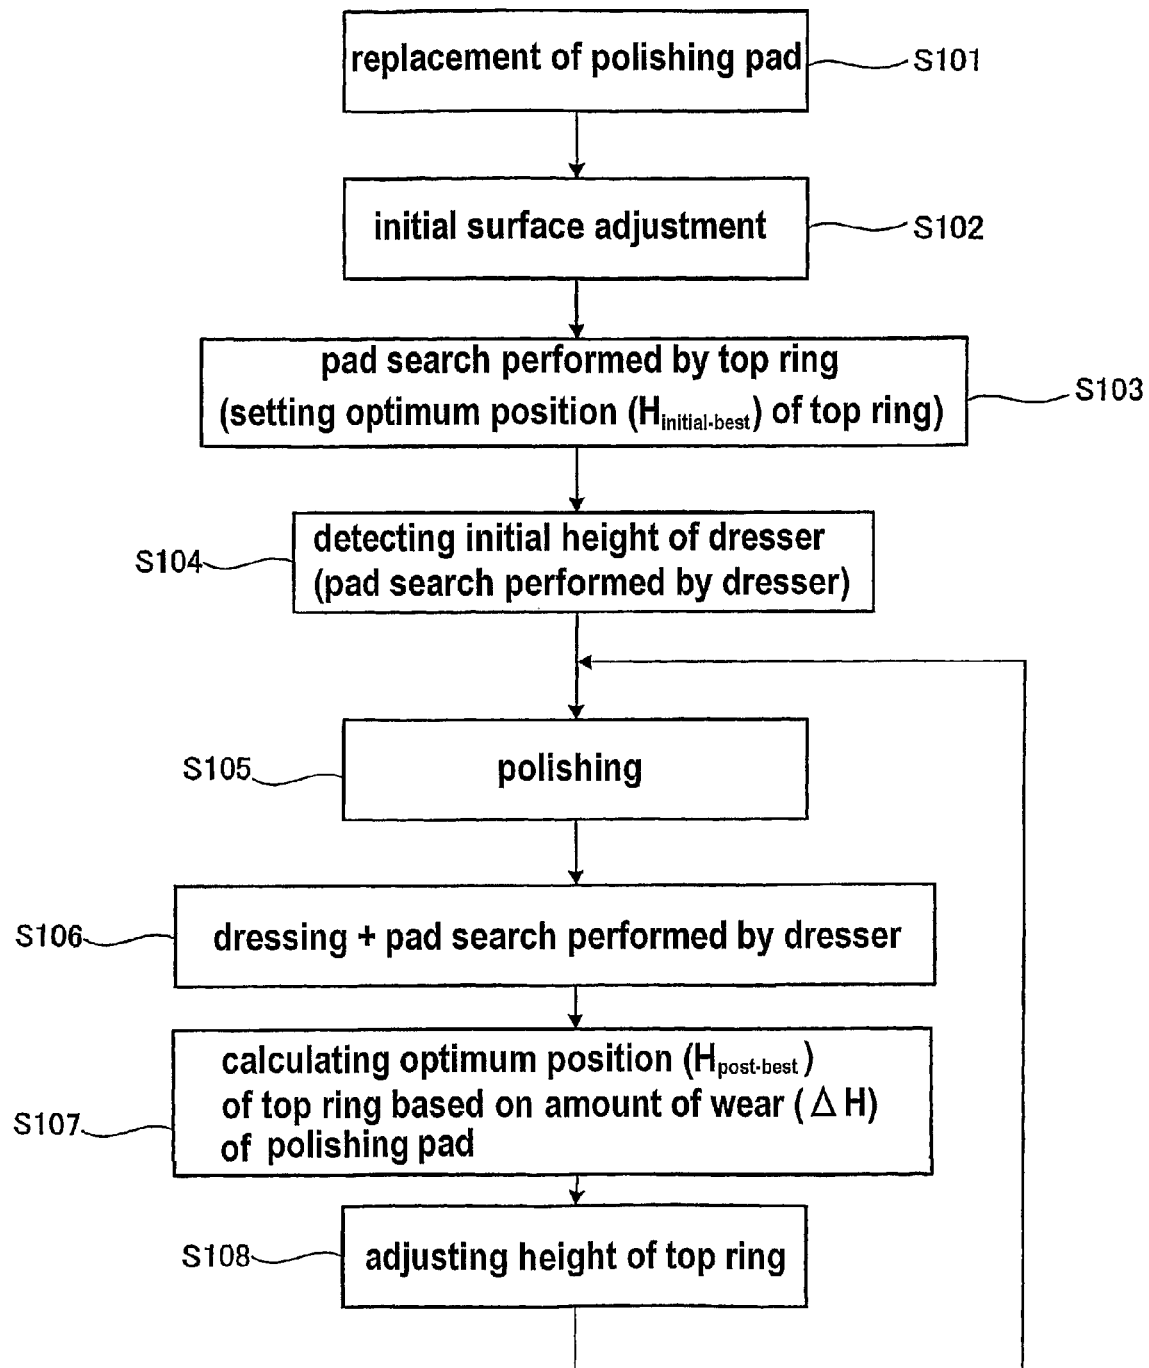 replacement of polishing pad
S101
initial surface adjustment
S102
pad search performed by top ring
(setting optimum position (Hinitial-best) of top ring)
S103
detecting initial height of dresser
(pad search performed by dresser)
S104
polishing
S105
dressing + pad search performed by dresser
S106
calculating optimum position (Hpost-best)
of top ring based on amount of wear (ΔH)
of polishing pad
S107
adjusting height of top ring
S108